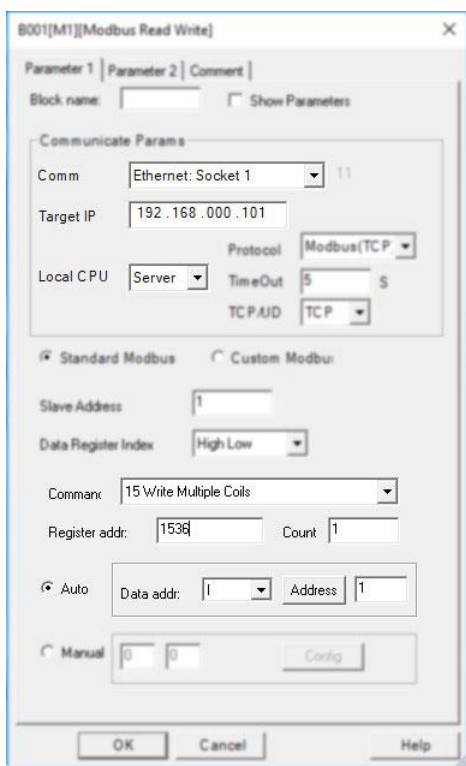 B001[M1][Modbus Read Write]
Parameter 1 Parameter 2 Comment
Block name: Show Parameters
Communicate Params
Comm Ethernet: Socket 1 11
Target IP 192 . 168 . 000 . 101
Protocol Modbus(TCP
Local CPU Server TimeOut 5 S
TCP/UD TCP
Standard Modbus Custom Modbu
Slave Address 1
Data Register Index High Low
Command 15 Write Multiple Coils
Register addr: 1536 Count 1
Auto Data addr: I Address 1
Manual 0 0 Config
OK Cancel Help